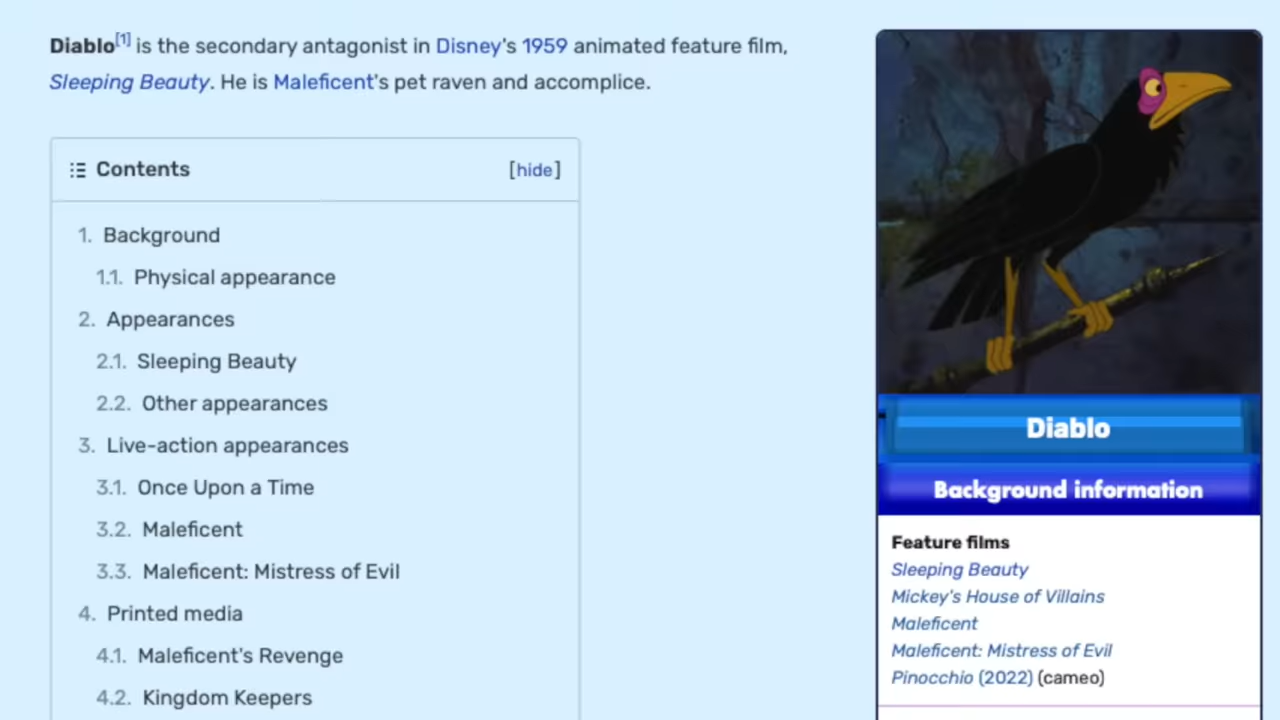 Diablo[1] is the secondary antagonist in Disney's 1959 animated feature film,
Sleeping Beauty. He is Maleficent's pet raven and accomplice.
Contents [hide]
1. Background
1.1. Physical appearance
2. Appearances
2.1. Sleeping Beauty
2.2. Other appearances
3. Live-action appearances
3.1. Once Upon a Time
3.2. Maleficent
3.3. Maleficent: Mistress of Evil
4. Printed media
4.1. Maleficent's Revenge
4.2. Kingdom Keepers
Diablo
Background information
Feature films
Sleeping Beauty
Mickey's House of Villains
Maleficent
Maleficent: Mistress of Evil
Pinocchio (2022) (cameo)